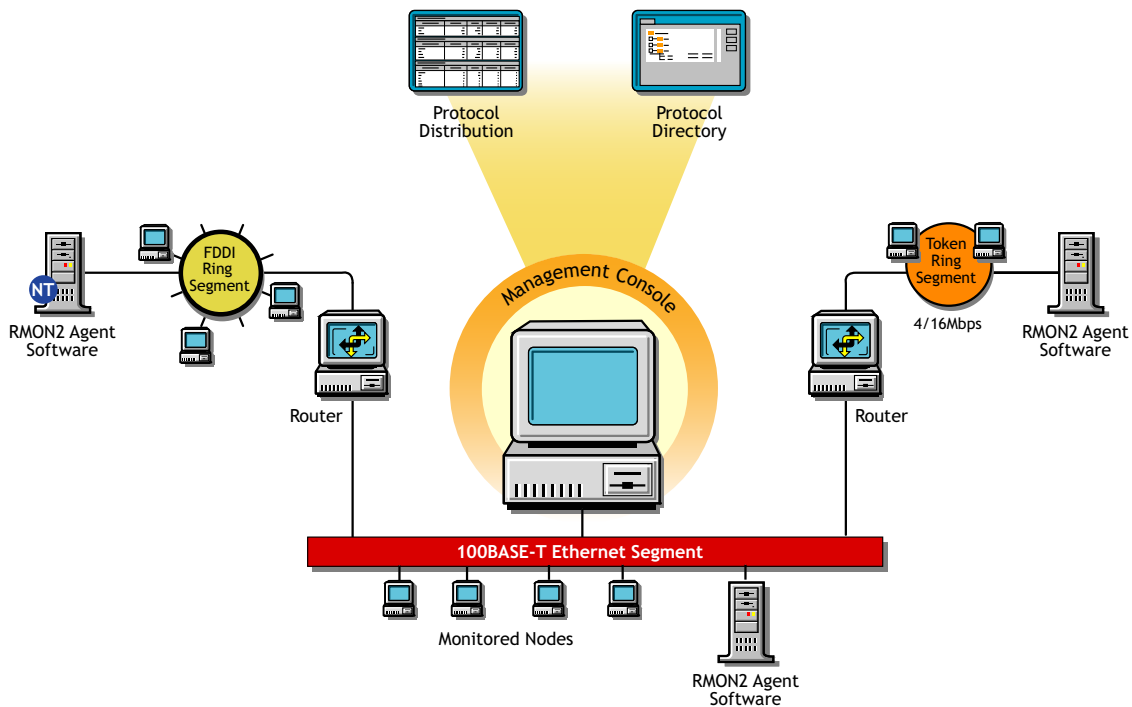 Protocol
Distribution
Protocol
Directory
FDDI
Ring
Segment
NT
RMON2 Agent
Software
Router
Management Console
Token
Ring
Segment
4/16Mbps
RMON2 Agent
Software
Router
100BASE-T Ethernet Segment
Monitored Nodes
RMON2 Agent
Software